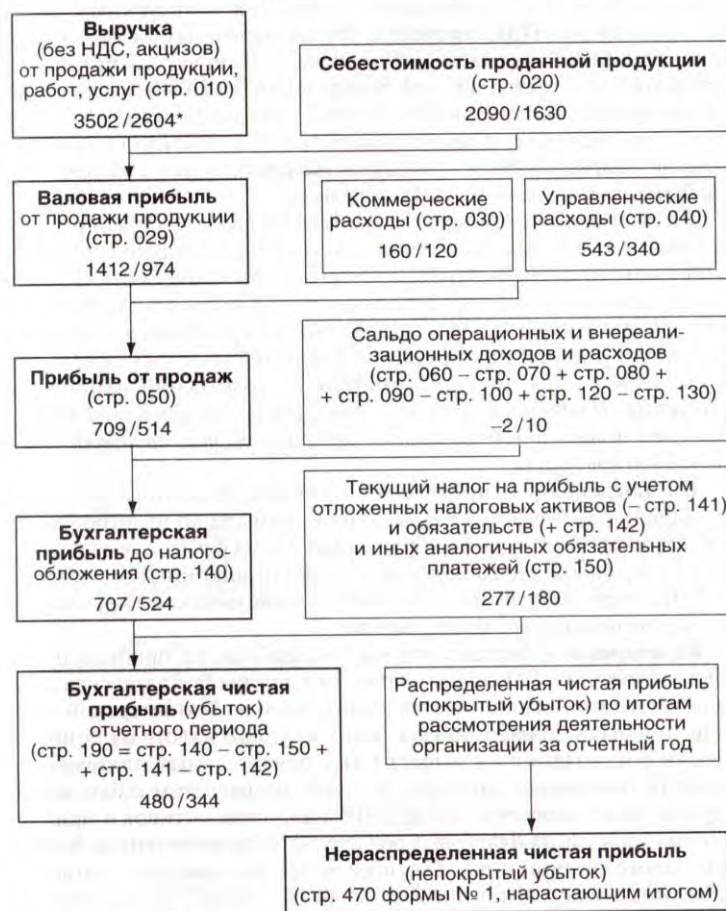 Выручка
(без НДС, акцизов)
от продажи продукции,
работ, услуг (стр. 010)
3502/2604*
Себестоимость проданной продукции
(стр. 020)
2090/1630
Валовая прибыль
от продажи продукции
(стр. 029)
1412/974
Коммерческие
расходы (стр. 030)
160/120
Управленческие
расходы (стр. 040)
543/340
Прибыль от продаж
(стр. 050)
709/514
Сальдо операционных и внереали-
зационных доходов и расходов
(стр. 060 – стр. 070 + стр. 080 +
+ стр. 090 – стр. 100 + стр. 120 – стр. 130)
–2/10
Бухгалтерская
прибыль до налого-
обложения (стр. 140)
707/524
Текущий налог на прибыль с учетом
отложенных налоговых активов (– стр. 141)
и обязательств (+ стр. 142)
и иных аналогичных обязательных
платежей (стр. 150)
277/180
Бухгалтерская чистая
прибыль (убыток)
отчетного периода
(стр. 190 = стр. 140 – стр. 150 +
+ стр. 141 – стр. 142)
480/344
Распределенная чистая прибыль
(покрытый убыток) по итогам
рассмотрения деятельности
организации за отчетный год
Нераспределенная чистая прибыль
(непокрытый убыток)
(стр. 470 формы № 1, нарастающим итогом)